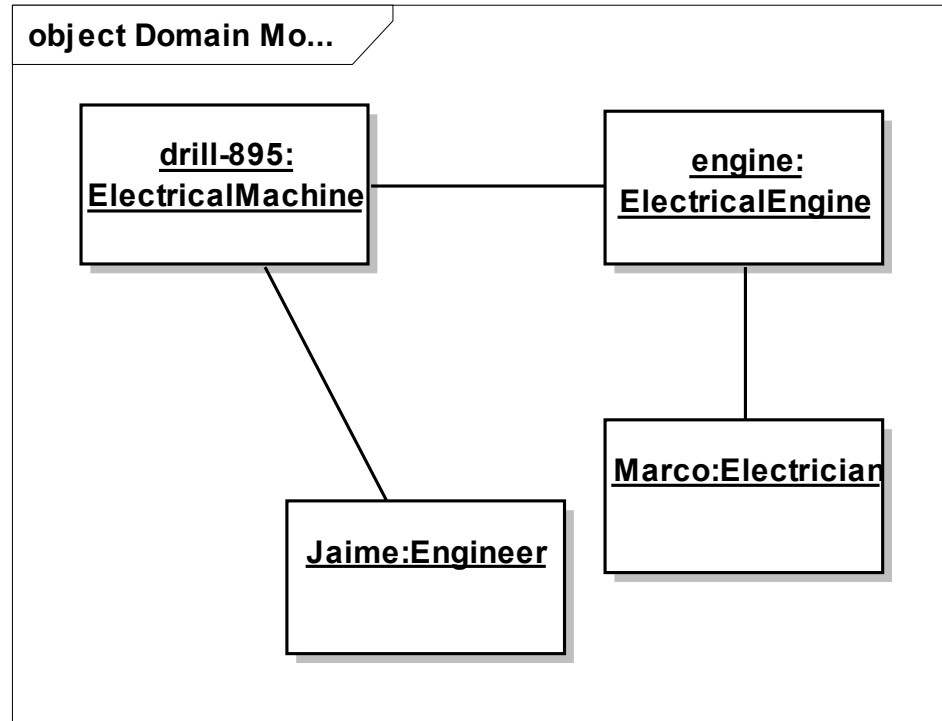 object Domain Mo...
drill-895:
ElectricalMachine
engine:
ElectricalEngine
Marco:Electrician
Jaime:Engineer